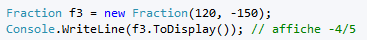 Fraction f3 = new Fraction(120, -150);
Console.WriteLine(f3.ToDisplay()); // affiche -4/5